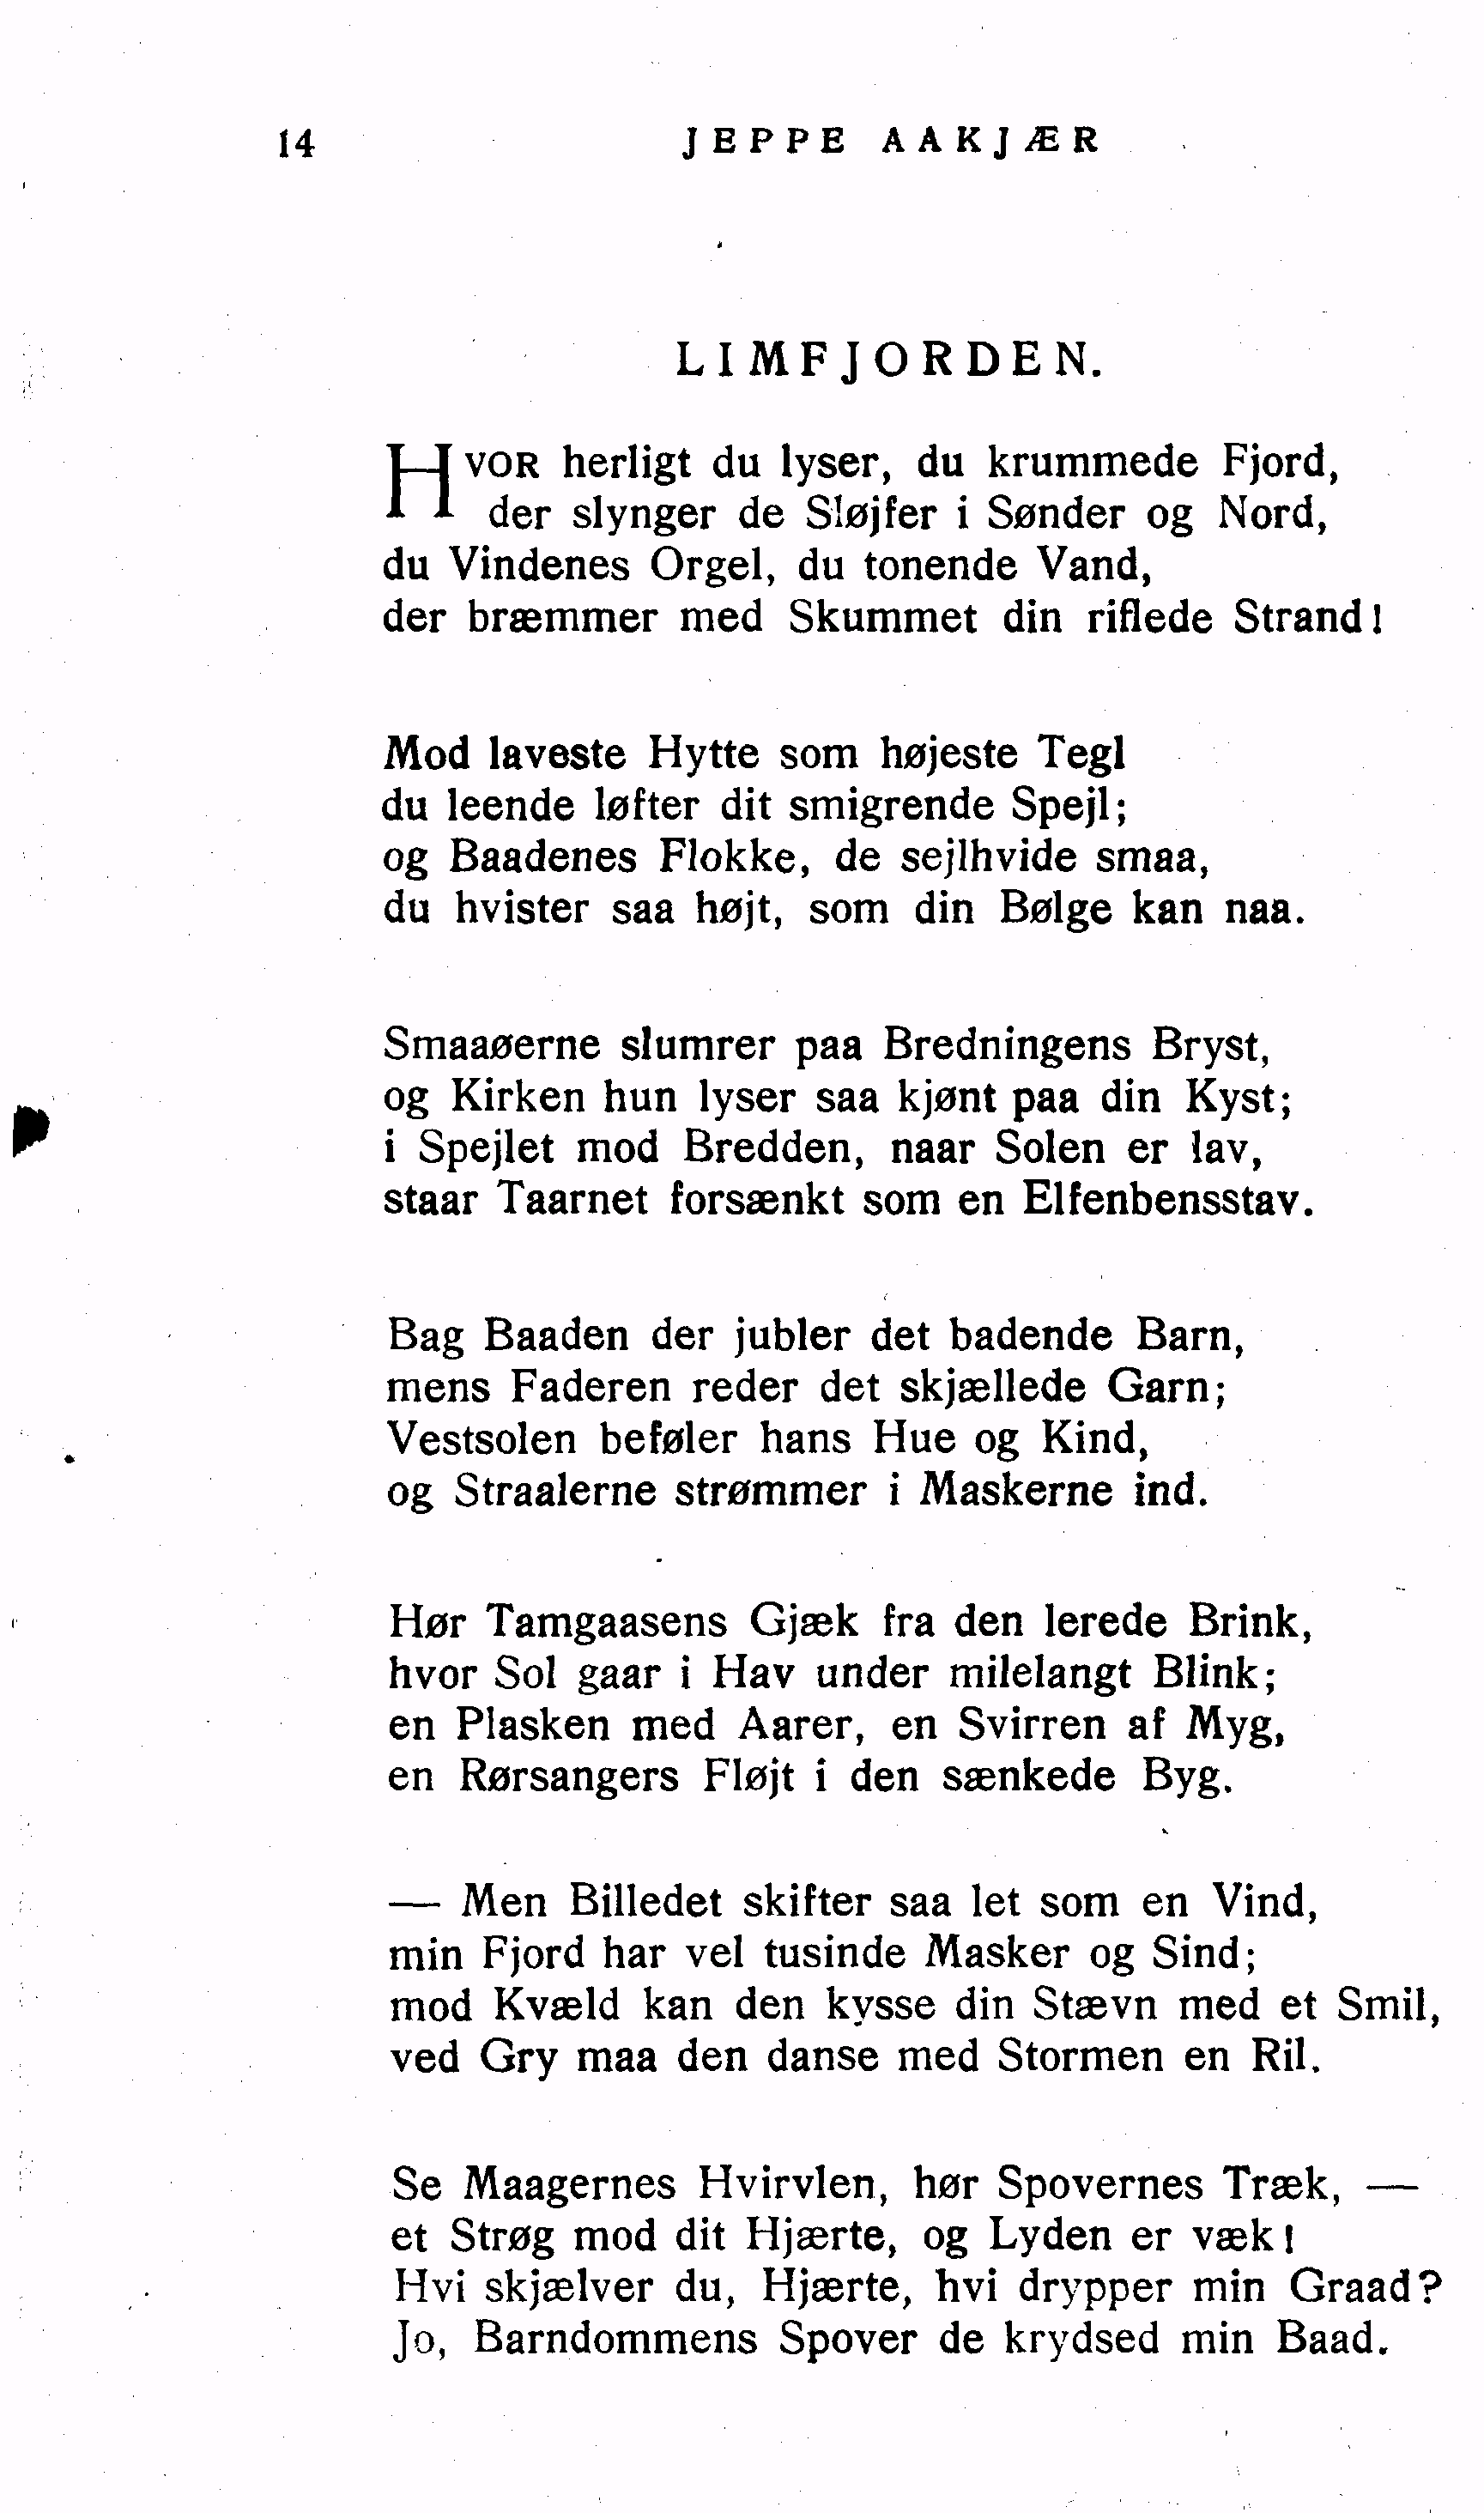 14
JEPPE AAKJÆR
LIMFJORDEN.
HVOR herligt du lyser, du krummede Fjord,
der slynger de Sløjfer i Sønder og Nord,
du Vindenes Orgel, du tonende Vand,
der bræmmer med Skummet din riflede Strand!
Mod laveste Hytte som højeste Tegl
du leende løfter dit smigrende Spejl;
og Baadenes Flokke, de sejlhvide smaa,
du hvister saa højt, som din Bølge kan naa.
Smaaøerne slumrer paa Bredningens Bryst,
og Kirken hun lyser saa kjønt paa din Kyst;
i Spejlet mod Bredden, naar Solen er lav,
staar Taarnet forsænkt som en Elfenbensstav.
Bag Baaden der jubler det badende Barn,
mens Faderen reder det skjællede Garn;
Vestsolen beføler hans Hue og Kind,
og Straalerne strømmer i Maskerne ind.
Hør Tamgaasens Gjæk fra den lerede Brink,
hvor Sol gaar i Hav under milelangt Blink;
en Plasken med Aarer, en Svirren af Myg,
en Rørsangers Fløjt i den sænkede Byg.
— Men Billedet skifter saa let som en Vind,
min Fjord har vel tusinde Masker og Sind;
mod Kvæld kan den kysse din Stævn med et Smil,
ved Gry maa den danse med Stormen en Ril.
Se Maagernes Hvirvlen, hør Spovernes Træk, —
et Strøg mod dit Hjærte, og Lyden er væk!
Hvi skjælver du, Hjærte, hvi drypper min Graad?
Jo, Barndommens Spover de krydsed min Baad.